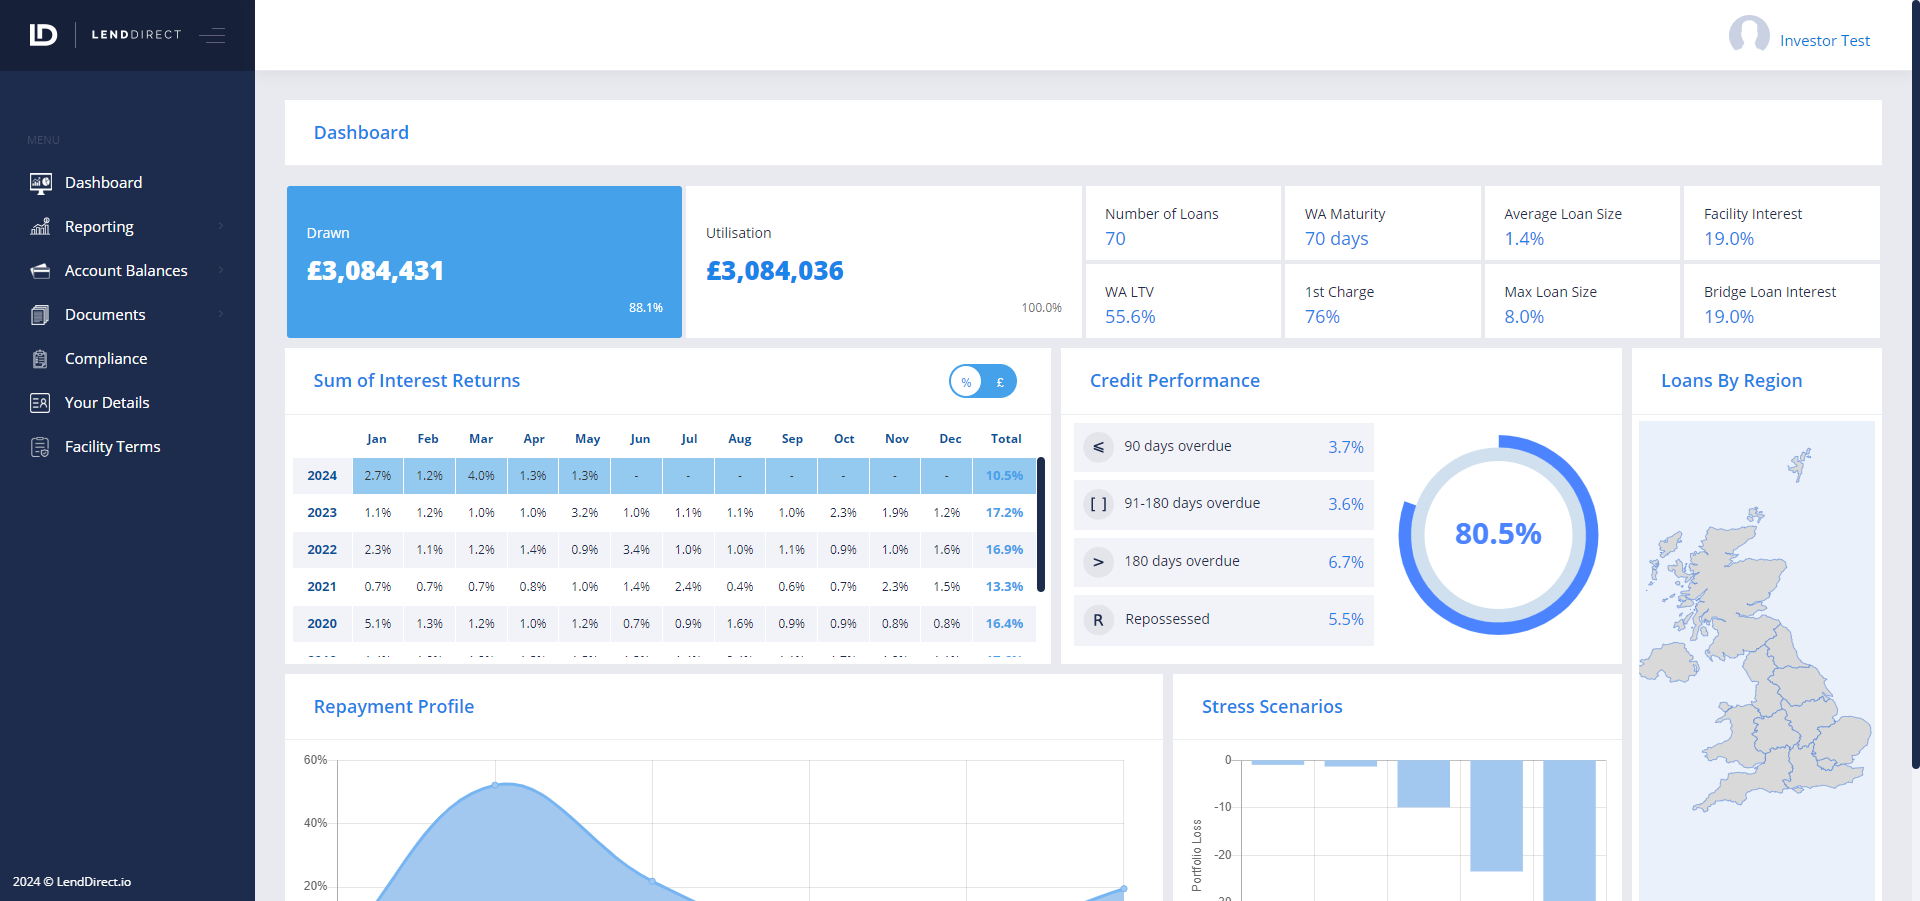 LD LENDDIRECT
Investor Test
MENU
Dashboard
Reporting
Account Balances
Documents
Compliance
Your Details
Facility Terms
2024 © LendDirect.io
Dashboard
Drawn
£3,084,431
88.1%
Utilisation
£3,084,036
100.0%
Number of Loans
70
WA Maturity
70 days
Average Loan Size
1.4%
Facility Interest
19.0%
WA LTV
55.6%
1st Charge
76%
Max Loan Size
8.0%
Bridge Loan Interest
19.0%
Sum of Interest Returns
% £
Jan Feb Mar Apr May Jun Jul Aug Sep Oct Nov Dec Total
2024 2.7% 1.2% 4.0% 1.3% 1.3% - - - - - - - 10.5%
2023 1.1% 1.2% 1.0% 1.0% 3.2% 1.0% 1.1% 1.1% 1.0% 2.3% 1.9% 1.2% 17.2%
2022 2.3% 1.1% 1.2% 1.4% 0.9% 3.4% 1.0% 1.0% 1.1% 0.9% 1.0% 1.6% 16.9%
2021 0.7% 0.7% 0.7% 0.8% 1.0% 1.4% 2.4% 0.4% 0.6% 0.7% 2.3% 1.5% 13.3%
2020 5.1% 1.3% 1.2% 1.0% 1.2% 0.7% 0.9% 1.6% 0.9% 0.9% 0.8% 0.8% 16.4%
Credit Performance
⩽ 90 days overdue 3.7%
[ ] 91-180 days overdue 3.6%
> 180 days overdue 6.7%
R Repossessed 5.5%
80.5%
Loans By Region
Repayment Profile
60%
40%
20%
Stress Scenarios
0
-10
-20
Portfolio Loss